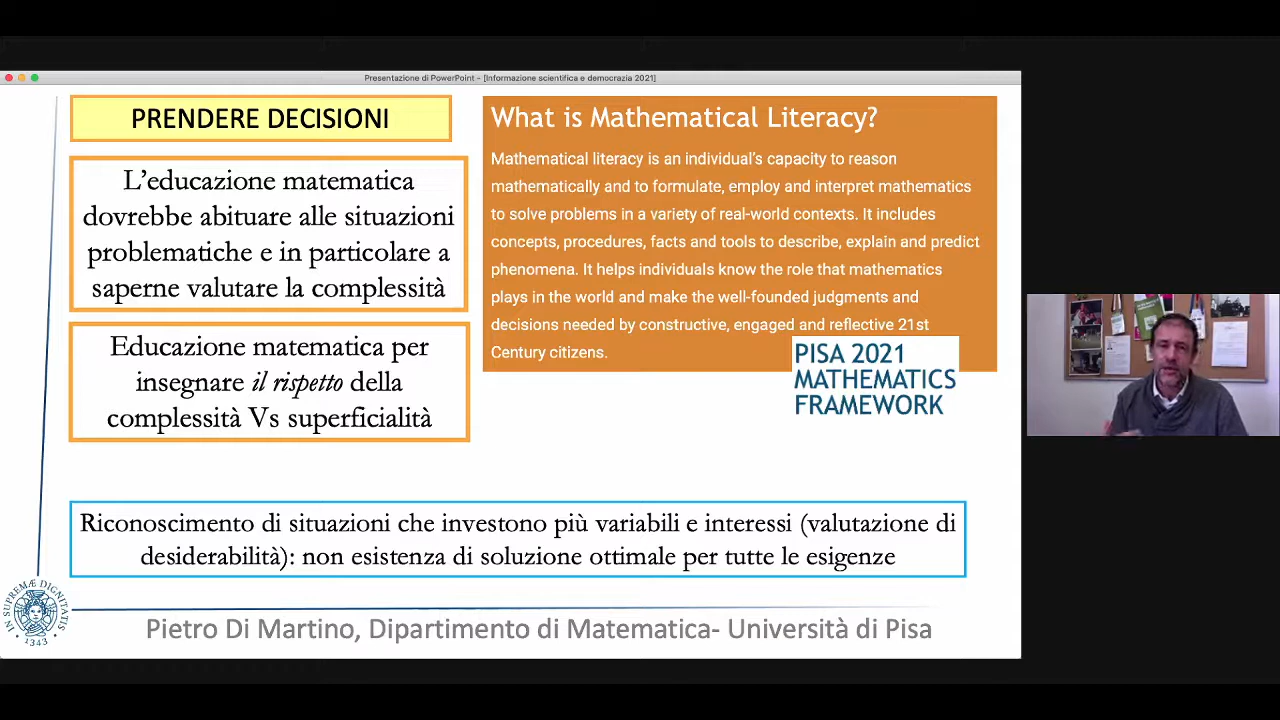 Presentazione di PowerPoint - [Informazione scientifica e democrazia 2021]
PRENDERE DECISIONI
L'educazione matematica
dovrebbe abituare alle situazioni
problematiche e in particolare a
saperne valutare la complessità
Educazione matematica per
insegnare il rispetto della
complessità Vs superficialità
What is Mathematical Literacy?
Mathematical literacy is an individual's capacity to reason
mathematically and to formulate, employ and interpret mathematics
to solve problems in a variety of real-world contexts. It includes
concepts, procedures, facts and tools to describe, explain and predict
phenomena. It helps individuals know the role that mathematics
plays in the world and make the well-founded judgments and
decisions needed by constructive, engaged and reflective 21st
Century citizens.
PISA 2021
MATHEMATICS
FRAMEWORK
Riconoscimento di situazioni che investono più variabili e interessi (valutazione di
desiderabilità): non esistenza di soluzione ottimale per tutte le esigenze
IN SUPREMÆ DIGNITATIS
1343
Pietro Di Martino, Dipartimento di Matematica- Università di Pisa